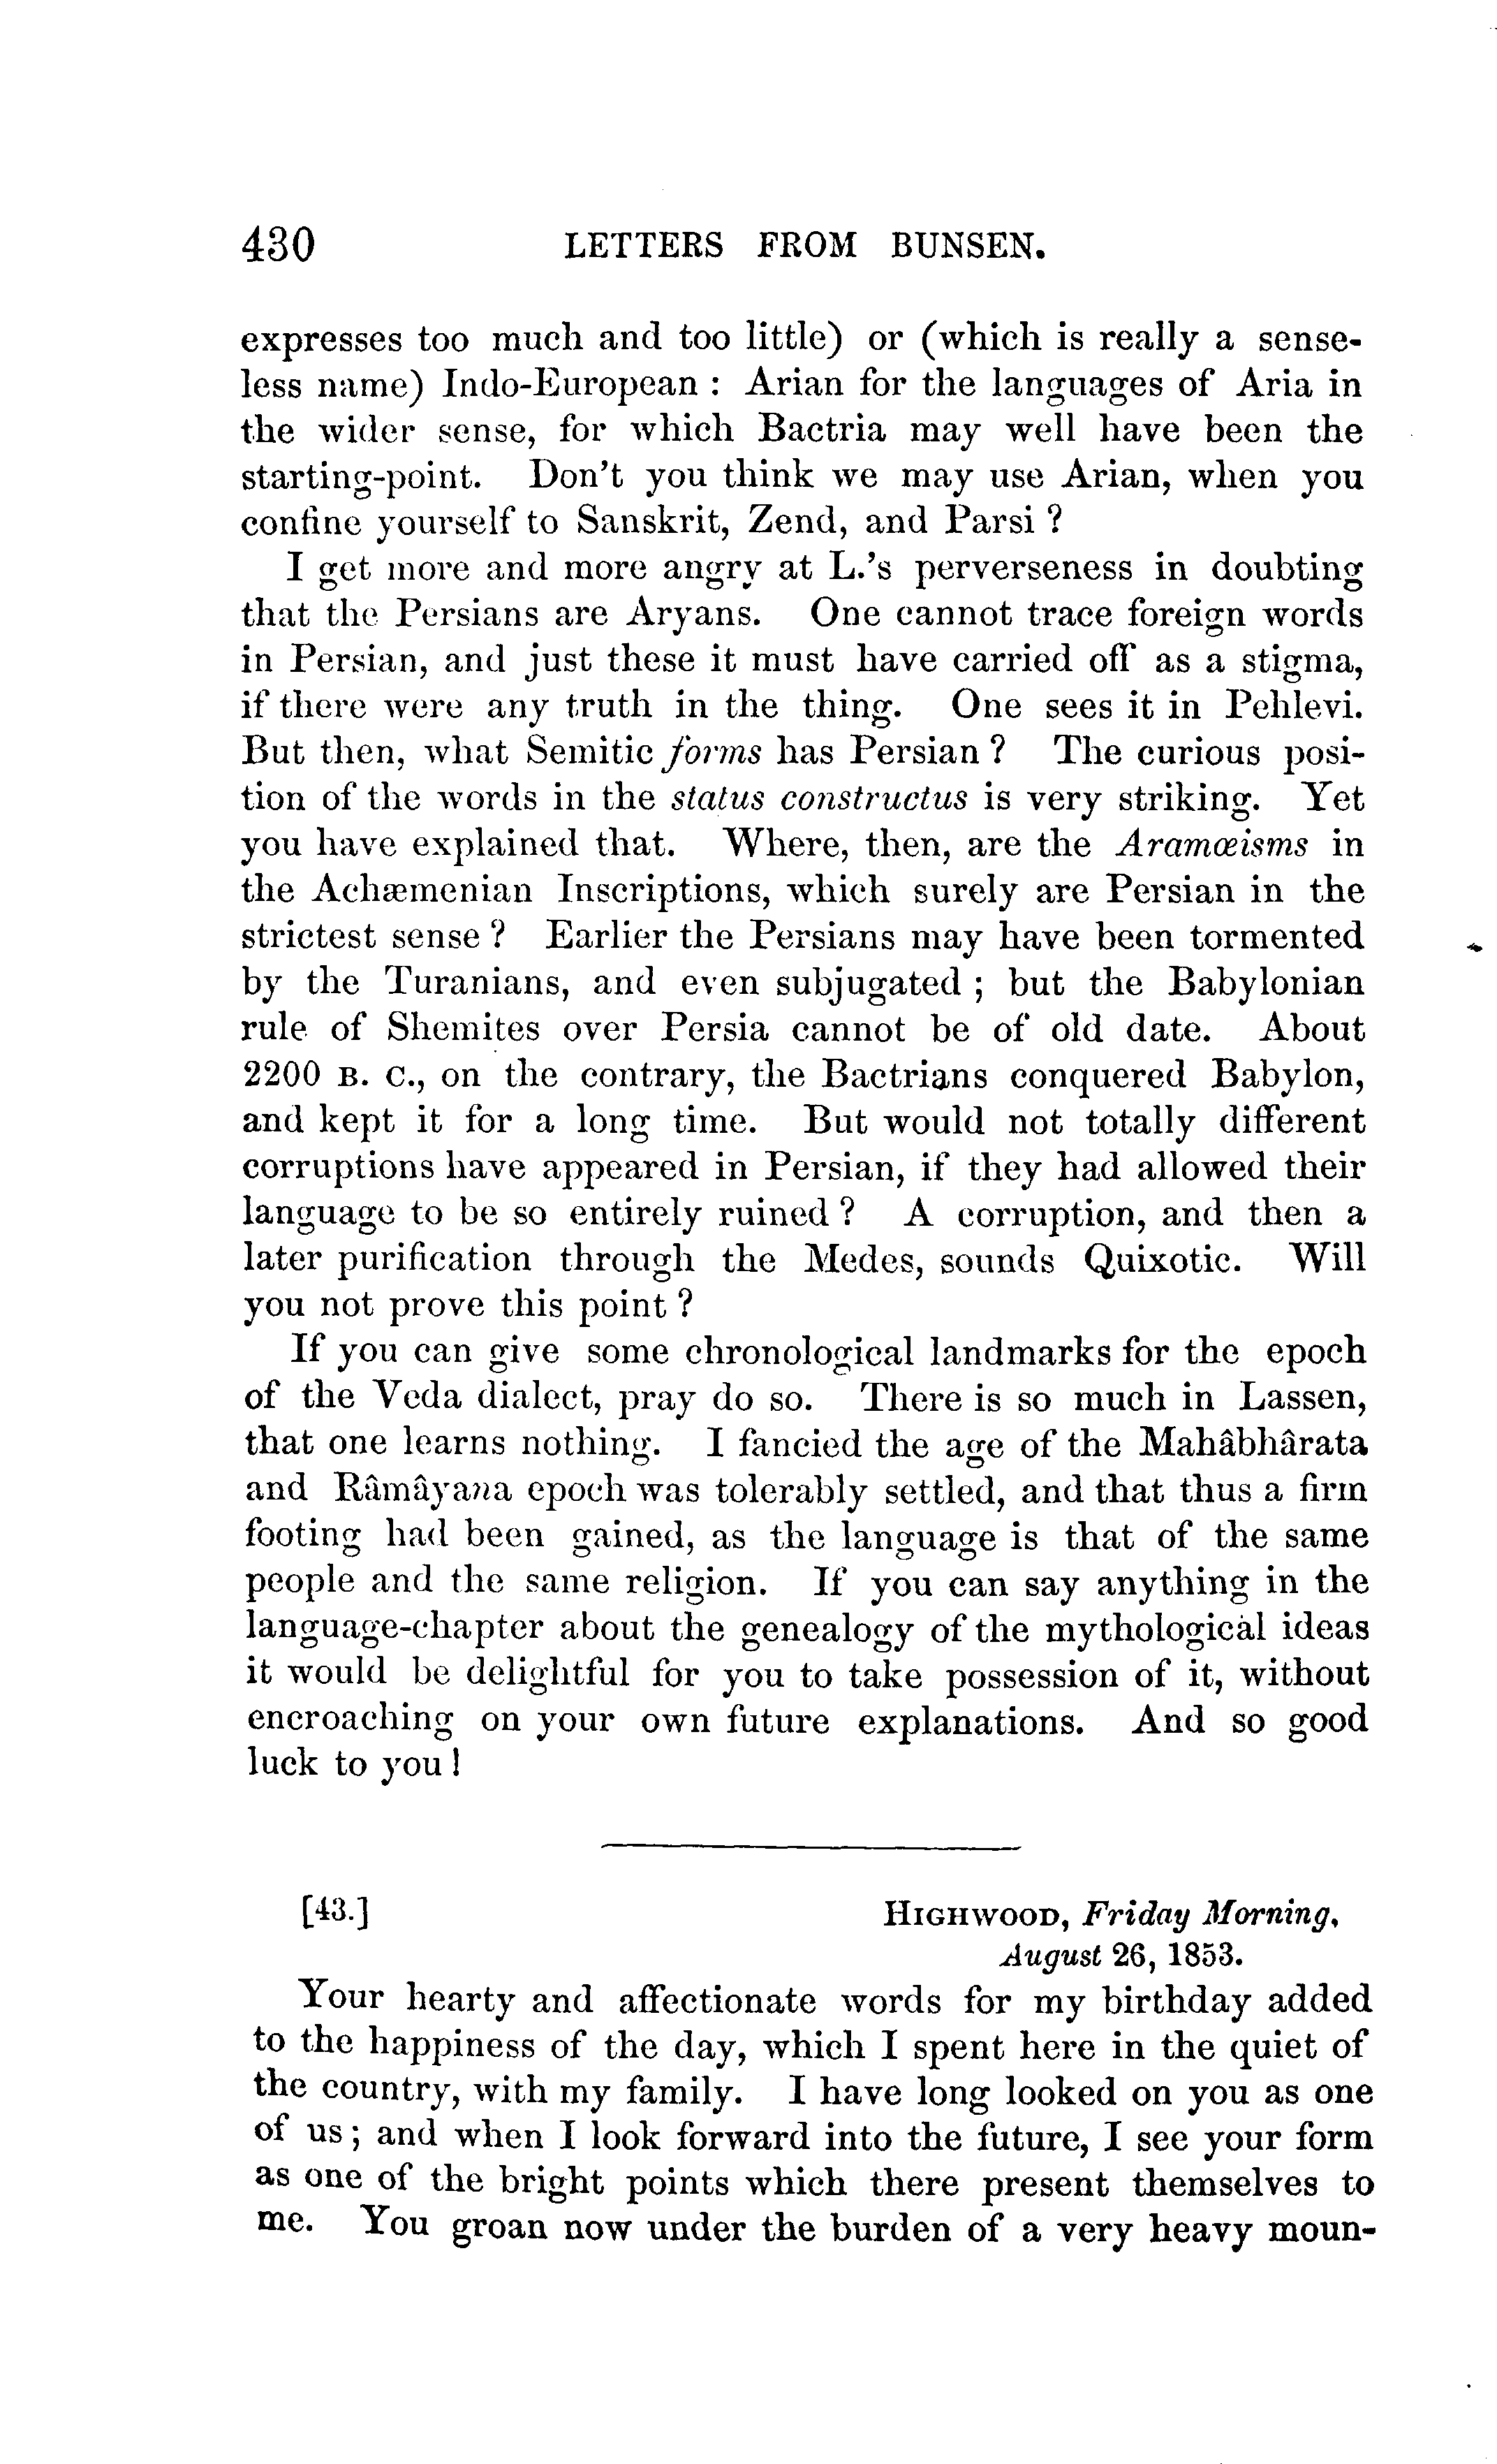 430 LETTERS FROM BUNSEN.
expresses too much and too little) or (which is really a sense-
less name) Indo-European : Arian for the languages of Aria in
the wider sense, for which Bactria may well have been the
starting-point. Don't you think we may use Arian, when you
confine yourself to Sanskrit, Zend, and Parsi ?
I get more and more angry at L.'s perverseness in doubting
that the Persians are Aryans. One cannot trace foreign words
in Persian, and just these it must have carried off as a stigma,
if there were any truth in the thing. One sees it in Pehlevi.
But then, what Semitic forms has Persian ? The curious posi-
tion of the words in the status constructus is very striking. Yet
you have explained that. Where, then, are the Aramœisms in
the Achæmenian Inscriptions, which surely are Persian in the
strictest sense ? Earlier the Persians may have been tormented
by the Turanians, and even subjugated ; but the Babylonian
rule of Shemites over Persia cannot be of old date. About
2200 B. C., on the contrary, the Bactrians conquered Babylon,
and kept it for a long time. But would not totally different
corruptions have appeared in Persian, if they had allowed their
language to be so entirely ruined ? A corruption, and then a
later purification through the Medes, sounds Quixotic. Will
you not prove this point ?
If you can give some chronological landmarks for the epoch
of the Veda dialect, pray do so. There is so much in Lassen,
that one learns nothing. I fancied the age of the Mahâbhârata
and Râmâyana epoch was tolerably settled, and that thus a firm
footing had been gained, as the language is that of the same
people and the same religion. If you can say anything in the
language-chapter about the genealogy of the mythological ideas
it would be delightful for you to take possession of it, without
encroaching on your own future explanations. And so good
luck to you !
[43.] HIGHWOOD, Friday Morning,
August 26, 1853.
Your hearty and affectionate words for my birthday added
to the happiness of the day, which I spent here in the quiet of
the country, with my family. I have long looked on you as one
of us ; and when I look forward into the future, I see your form
as one of the bright points which there present themselves to
me. You groan now under the burden of a very heavy moun-